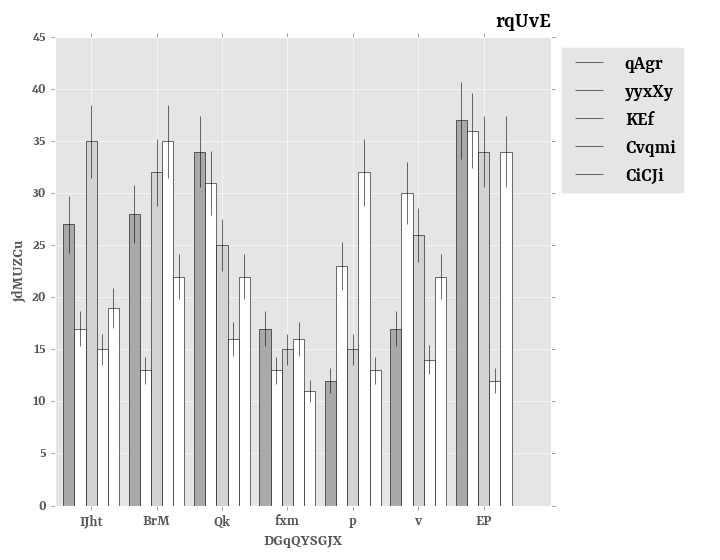 rqUvE
45
40
35
30
25
20
15
10
5
0
jdMUZCu
IJht
BrM
Qk
fxm
p
v
EP
DGqQYSGJX
qAgr
yyxXy
KEf
Cvqmi
CiCJi